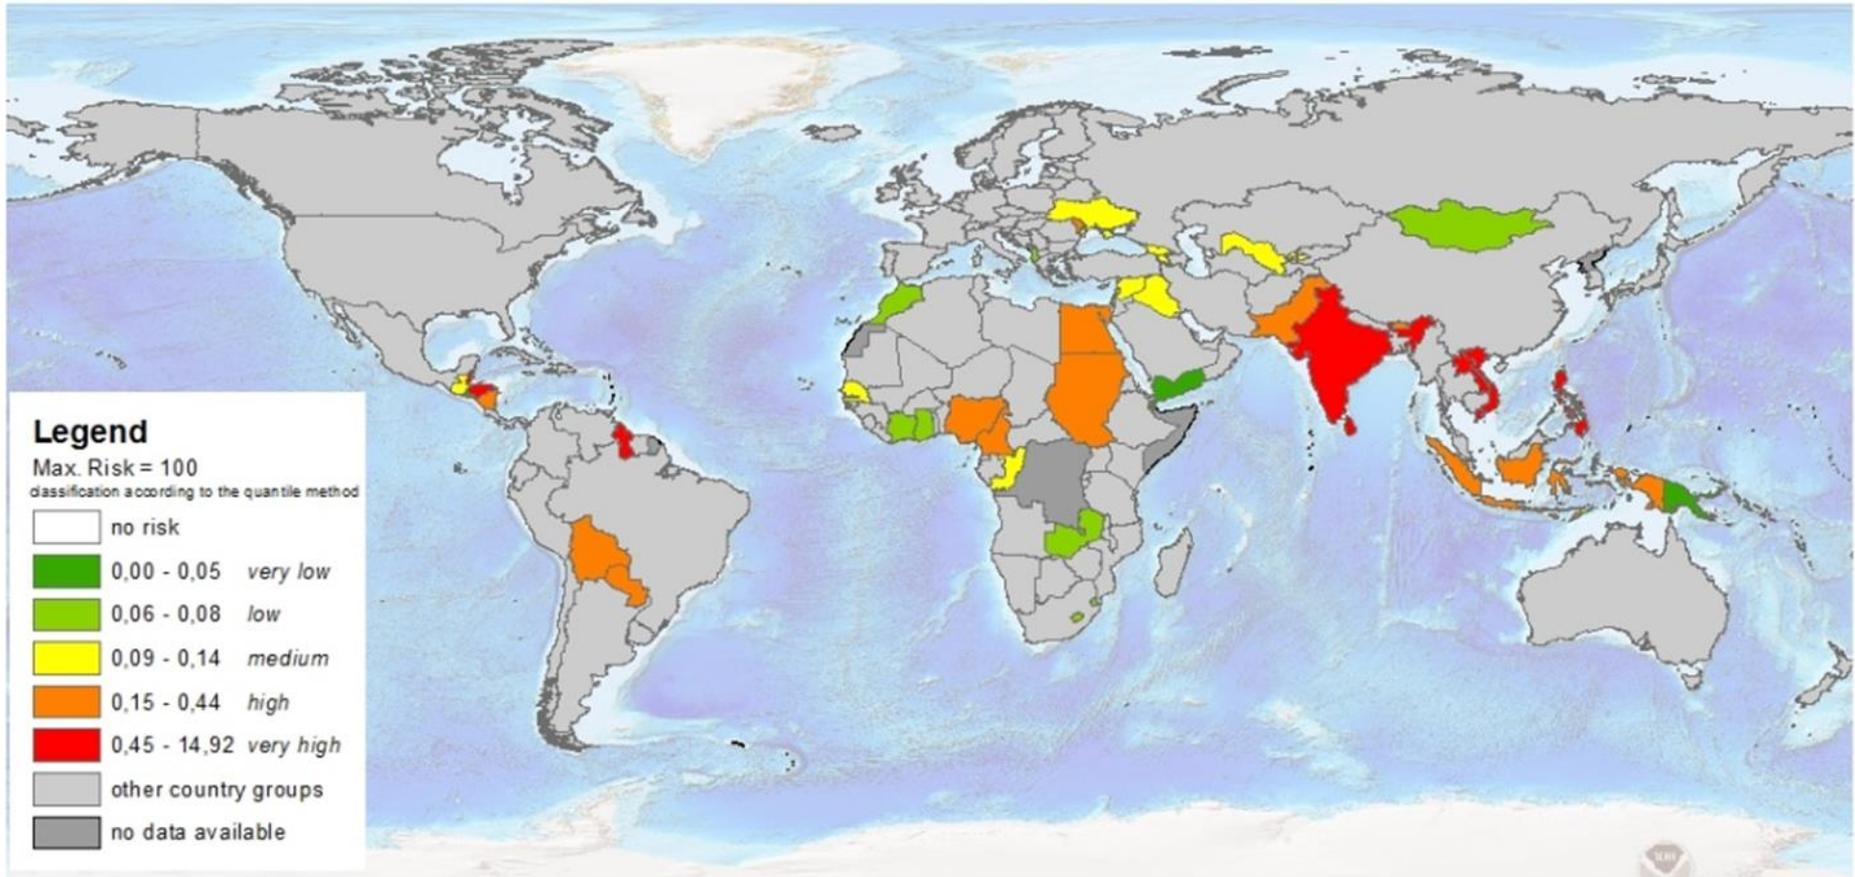 Legend
Max. Risk = 100
classification according to the quantile method
no risk
0,00 - 0,05 very low
0,06 - 0,08 low
0,09 - 0,14 medium
0,15 - 0,44 high
0,45 - 14,92 very high
other country groups
no data available